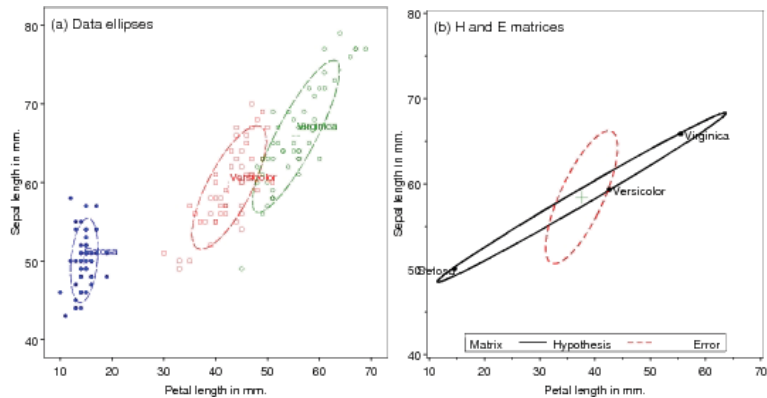 (a) Data ellipses
80
70
60
50
40
Sepal length in mm.
Virginica
Versicolor
Setosa
10 20 30 40 50 60 70
Petal length in mm.
(b) H and E matrices
80
70
60
50
40
Sepal length in mm.
Virginica
Versicolor
Setosa
Matrix Hypothesis Error
10 20 30 40 50 60 70
Petal length in mm.